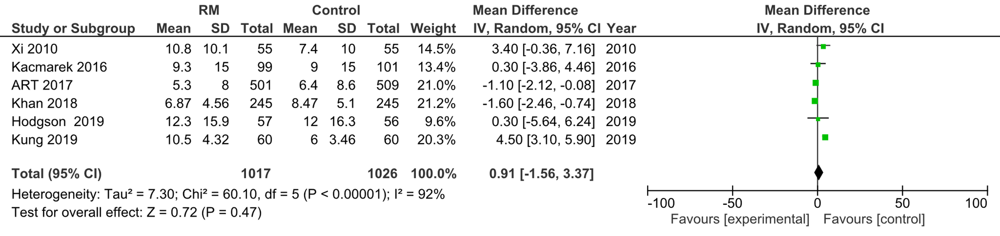 RM Control Mean Difference Mean Difference
Study or Subgroup Mean SD Total Mean SD Total Weight IV, Random, 95% CI Year IV, Random, 95% CI
Xi 2010 10.8 10.1 55 7.4 10 55 14.5% 3.40 [-0.36, 7.16] 2010
Kacmarek 2016 9.3 15 99 9 15 101 13.4% 0.30 [-3.86, 4.46] 2016
ART 2017 5.3 8 501 6.4 8.6 509 21.0% -1.10 [-2.12, -0.08] 2017
Khan 2018 6.87 4.56 245 8.47 5.1 245 21.2% -1.60 [-2.46, -0.74] 2018
Hodgson 2019 12.3 15.9 57 12 16.3 56 9.6% 0.30 [-5.64, 6.24] 2019
Kung 2019 10.5 4.32 60 6 3.46 60 20.3% 4.50 [3.10, 5.90] 2019
Total (95% CI) 1017 1026 100.0% 0.91 [-1.56, 3.37]
Heterogeneity: Tau² = 7.30; Chi² = 60.10, df = 5 (P < 0.00001); I² = 92%
Test for overall effect: Z = 0.72 (P = 0.47)
-100 -50 0 50 100
Favours [experimental] Favours [control]